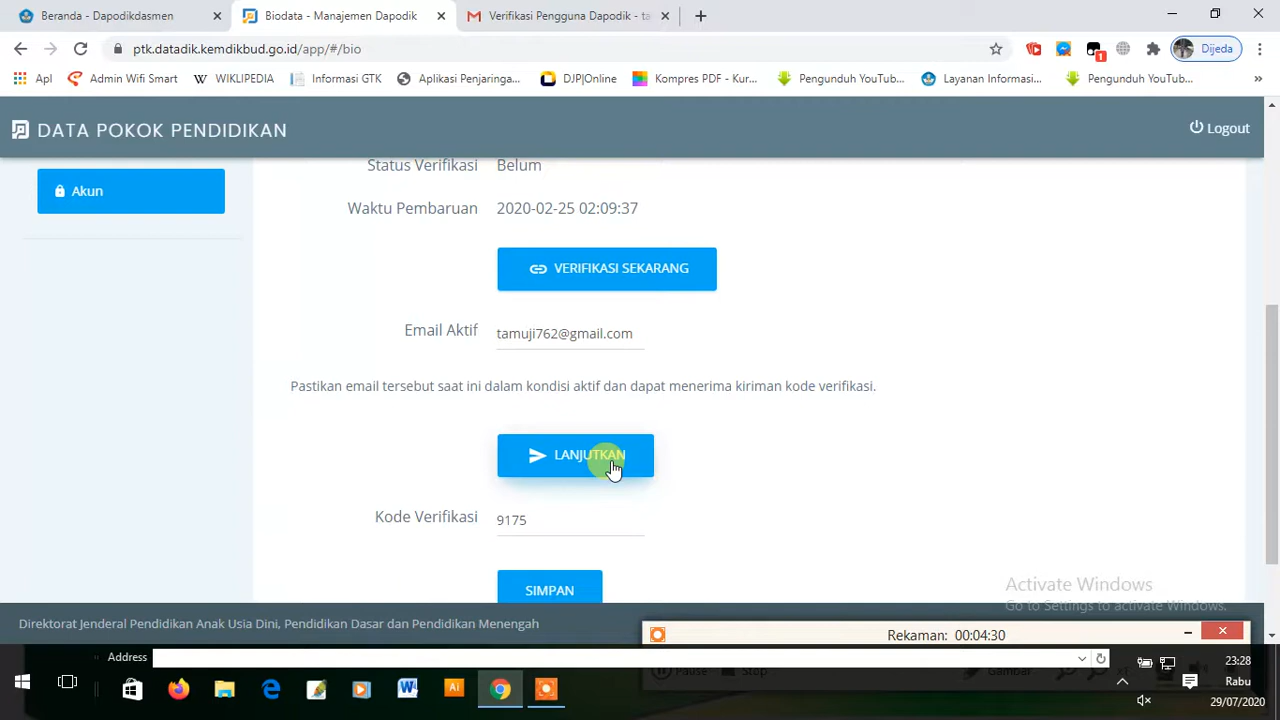 Beranda - Dapodikdasmen
Biodata - Manajemen Dapodik
Verifikasi Pengguna Dapodik - ta
ptk.datadik.kemdikbud.go.id/app/#/bio
Dijeda
1
Apl
Admin Wifi Smart
WIKILPEDIA
Informasi GTK
Aplikasi Penjaringa...
DJP|Online
Kompres PDF - Kur...
Pengunduh YouTub...
Layanan Informasi...
Pengunduh YouTub...
DATA POKOK PENDIDIKAN
Logout
Akun
Status Verifikasi Belum
Waktu Pembaruan 2020-02-25 02:09:37
VERIFIKASI SEKARANG
Email Aktif tamuji762@gmail.com
Pastikan email tersebut saat ini dalam kondisi aktif dan dapat menerima kiriman kode verifikasi.
LANJUTKAN
Kode Verifikasi 9175
SIMPAN
Activate Windows
Go to Settings to activate Windows.
Direktorat Jenderal Pendidikan Anak Usia Dini, Pendidikan Dasar dan Pendidikan Menengah
Rekaman: 00:04:30
Address
Pause
Stop
Gambar
23:28
Rabu
29/07/2020